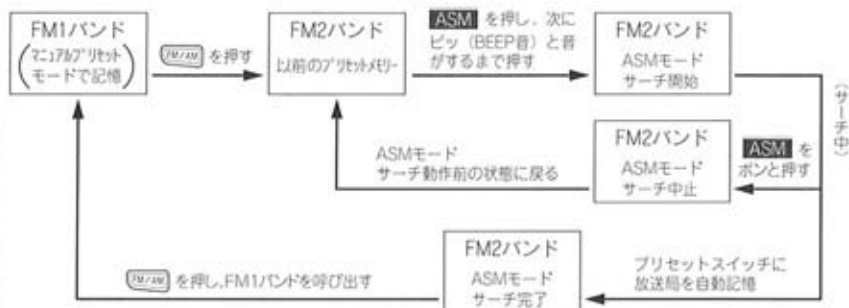 FM1バンド
(マニュアルプリセット
モードで記憶)
FM/AM を押す
FM2バンド
以前のプリセットメモリー
ASM を押し、次に
ピッ(BEEP音)と音
がするまで押す
FM2バンド
ASMモード
サーチ開始
(サーチ中)
ASM を
ポンと押す
FM2バンド
ASMモード
サーチ中止
ASMモード
サーチ動作前の状態に戻る
プリセットスイッチに
放送局を自動記憶
FM2バンド
ASMモード
サーチ完了
FM/AM を押し、FM1バンドを呼び出す